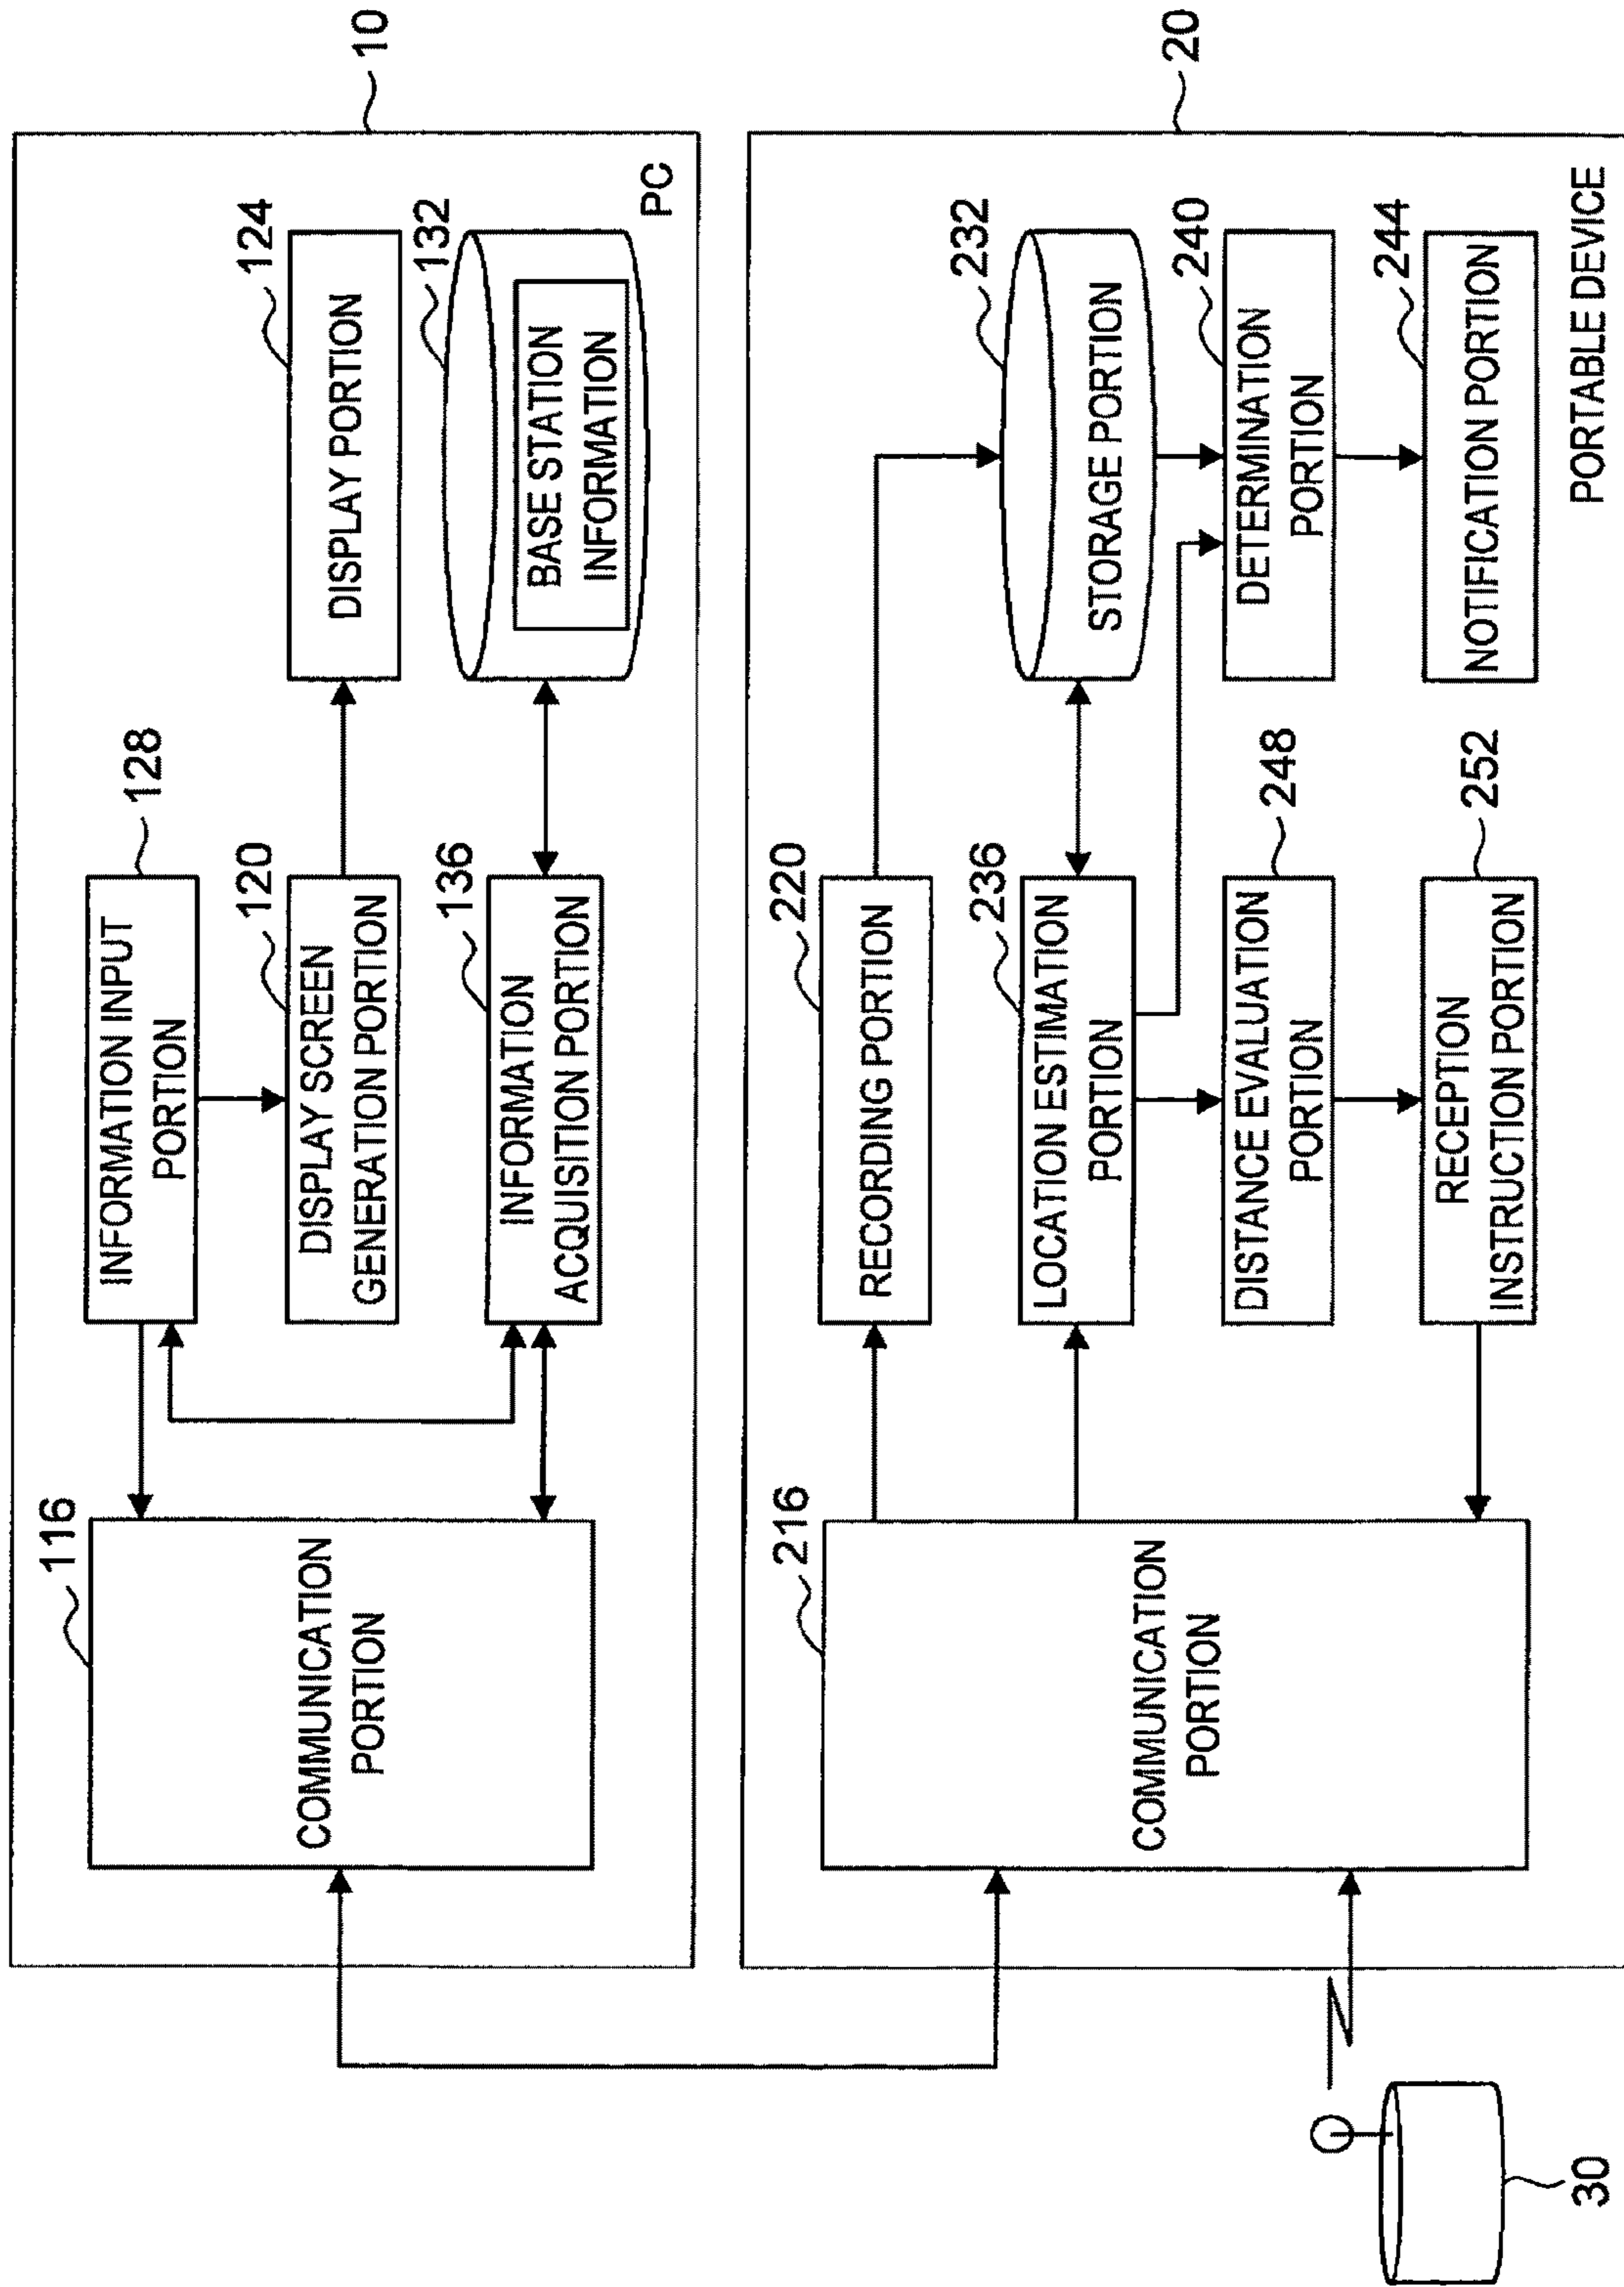 10
PC
116
COMMUNICATION
PORTION
INFORMATION INPUT
PORTION
128
120
DISPLAY SCREEN
GENERATION PORTION
124
DISPLAY PORTION
136
INFORMATION
ACQUISITION PORTION
132
BASE STATION
INFORMATION
20
PORTABLE DEVICE
216
COMMUNICATION
PORTION
220
RECORDING PORTION
236
LOCATION ESTIMATION
PORTION
232
STORAGE PORTION
DISTANCE EVALUATION
PORTION
248
240
DETERMINATION
PORTION
RECEPTION
INSTRUCTION PORTION
252
244
NOTIFICATION PORTION
30